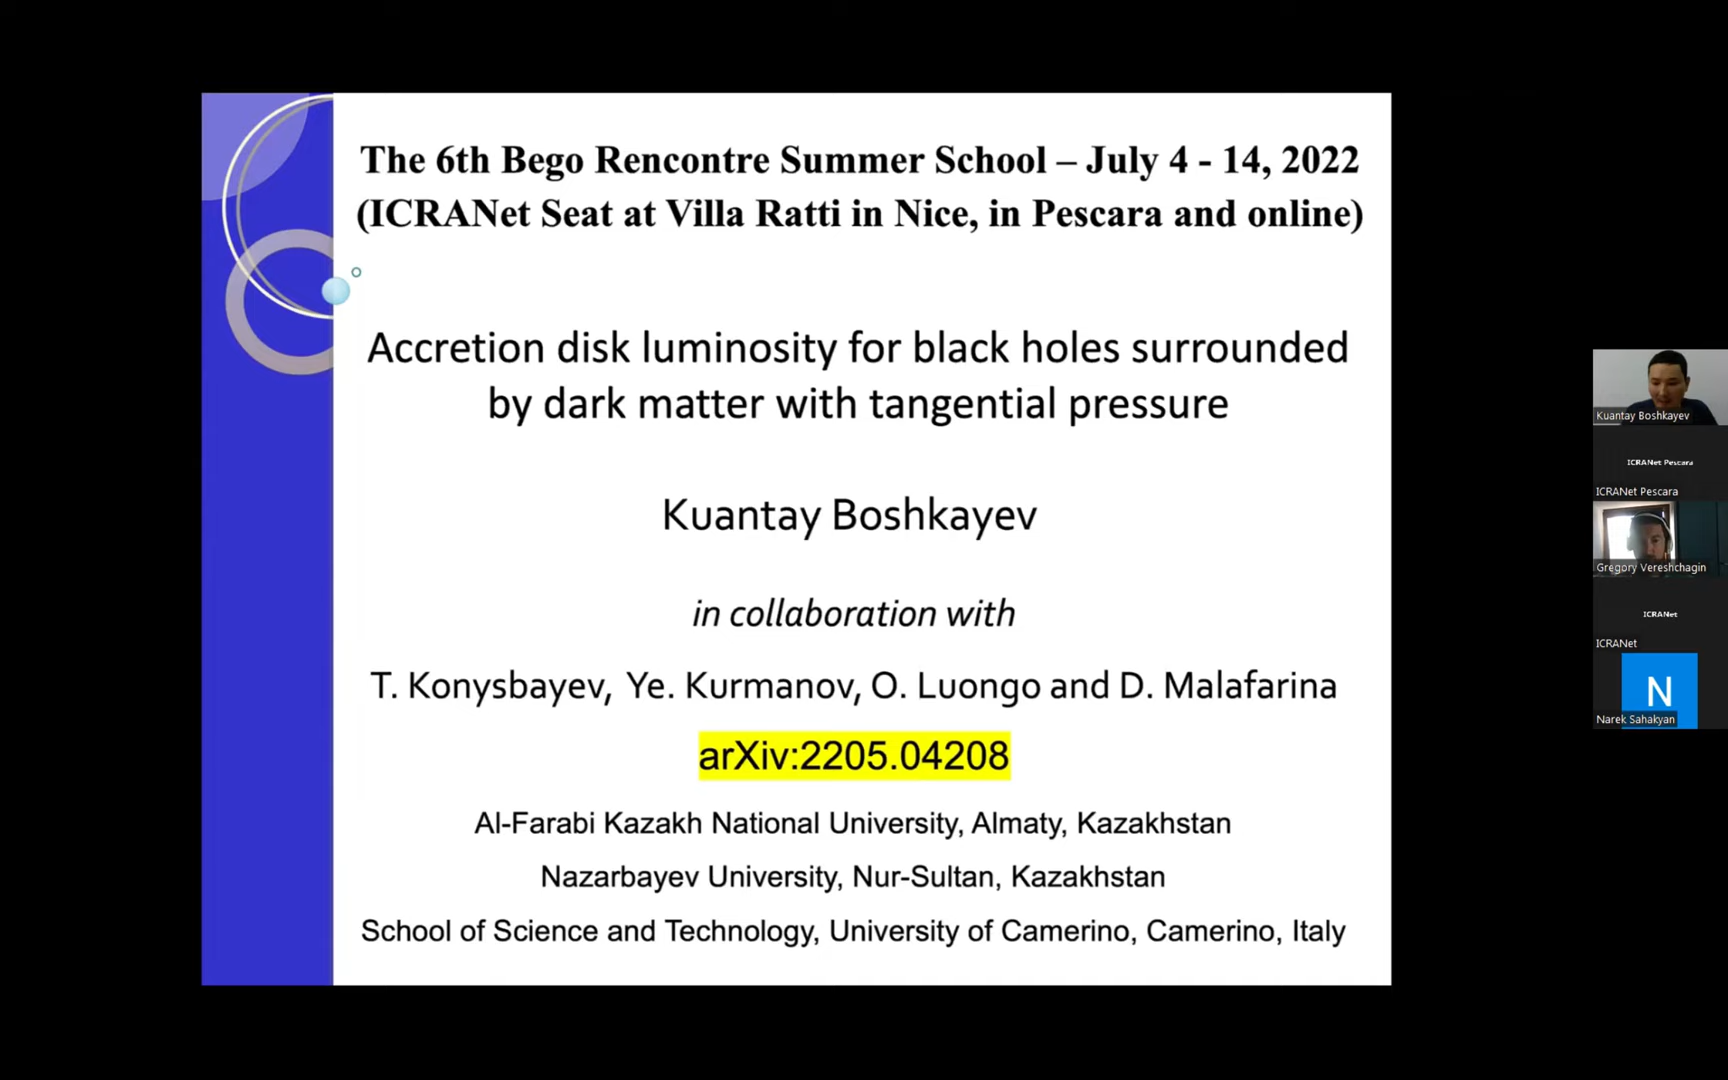 The 6th Bego Rencontre Summer School – July 4 - 14, 2022
(ICRANet Seat at Villa Ratti in Nice, in Pescara and online)
Accretion disk luminosity for black holes surrounded
by dark matter with tangential pressure
Kuantay Boshkayev
in collaboration with
T. Konysbayev, Ye. Kurmanov, O. Luongo and D. Malafarina
arXiv:2205.04208
Al-Farabi Kazakh National University, Almaty, Kazakhstan
Nazarbayev University, Nur-Sultan, Kazakhstan
School of Science and Technology, University of Camerino, Camerino, Italy
Kuantay Boshkayev
ICRANet Pescara
ICRANet Pescara
Gregory Vereshchagin
ICRANet
ICRANet
N
Narek Sahakyan